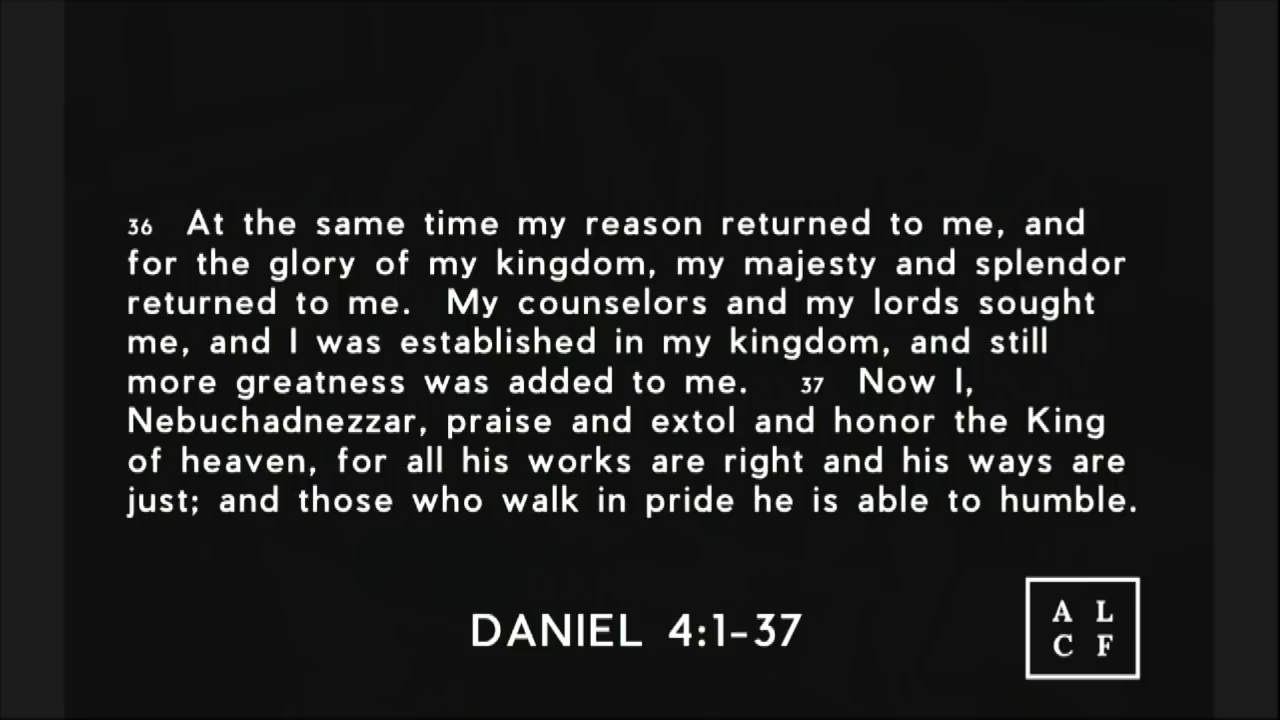 36 At the same time my reason returned to me, and
for the glory of my kingdom, my majesty and splendor
returned to me. My counselors and my lords sought
me, and I was established in my kingdom, and still
more greatness was added to me. 37 Now I,
Nebuchadnezzar, praise and extol and honor the King
of heaven, for all his works are right and his ways are
just; and those who walk in pride he is able to humble.
DANIEL 4:1-37
A L
C F